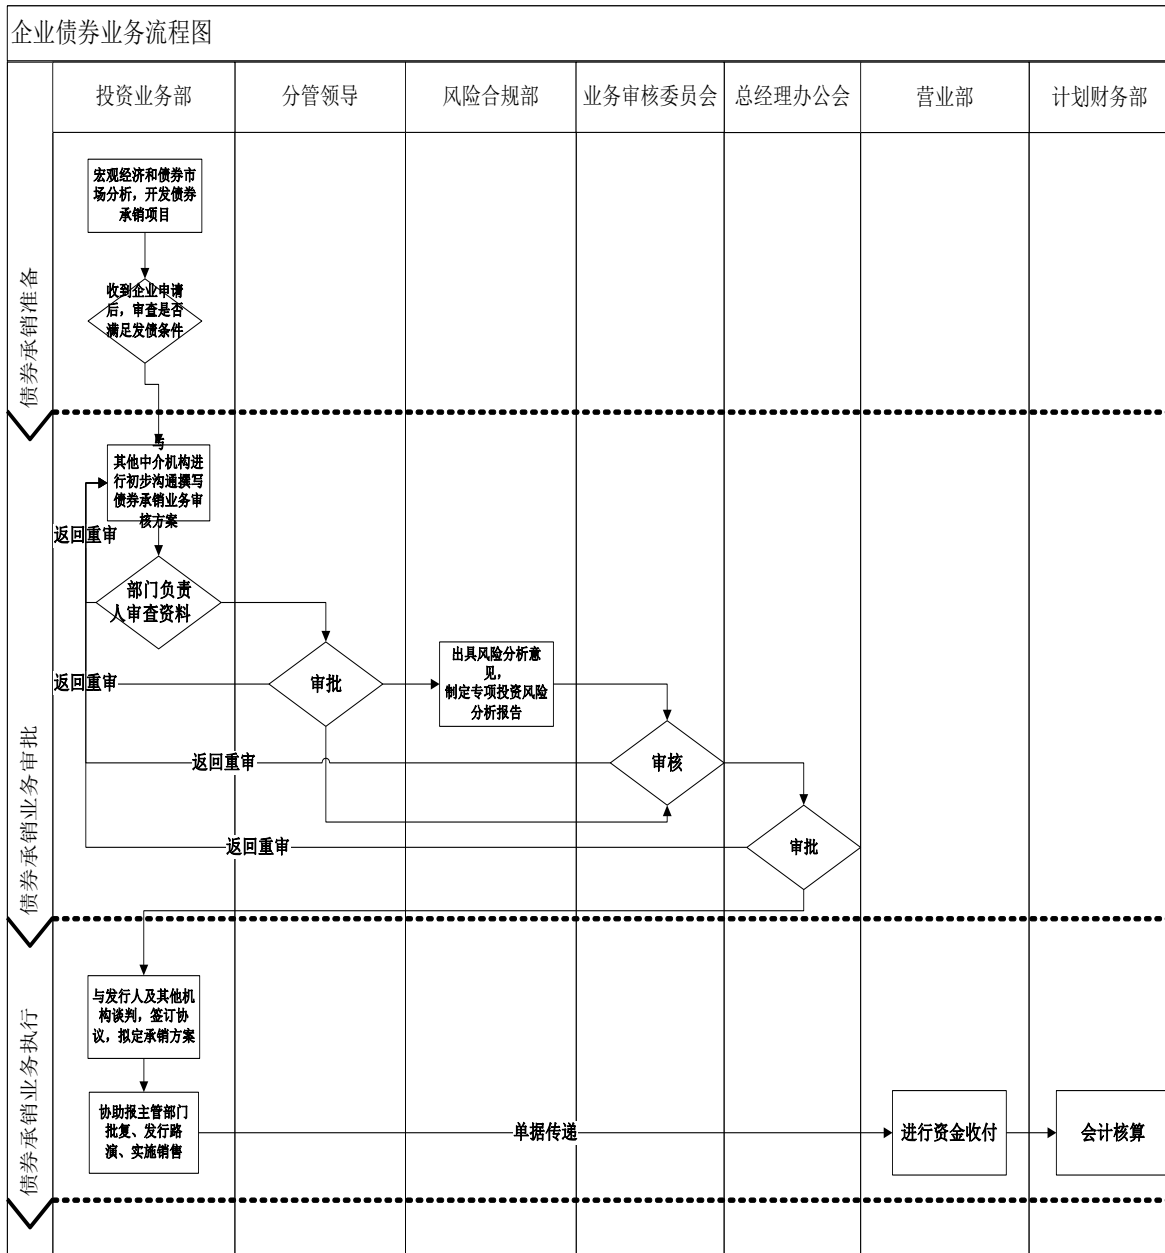 企业债券业务流程图
投资业务部
分管领导
风险合规部
业务审核委员会
总经理办公会
营业部
计划财务部
债券承销准备
宏观经济和债券市
场分析，开发债券
承销项目
收到企业申请
后，审查是否
满足发债条件
债券承销业务审批
与
其他中介机构进
行初步沟通撰写
债券承销业务审
核方案
返回重审
部门负责
人审查资料
返回重审
审批
出具风险分析意
见，
制定专项投资风险
分析报告
返回重审
审核
返回重审
审批
债券承销业务执行
与发行人及其他机
构谈判，签订协
议，拟定承销方案
协助报主管部门
批复、发行路
演、实施销售
单据传递
进行资金收付
会计核算